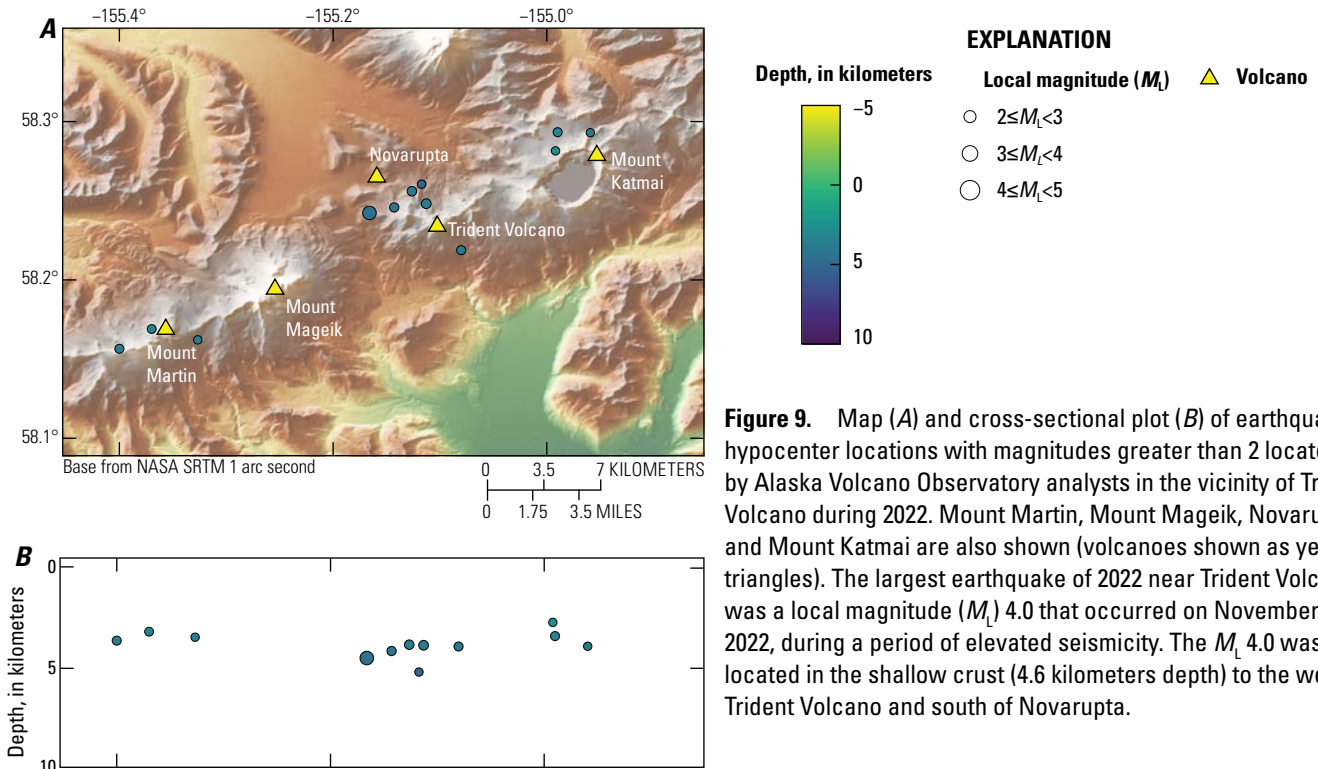 A
−155.4°
−155.2°
−155.0°
58.3°
58.2°
58.1°
Novarupta
Mount
Katmai
Trident Volcano
Mount
Mageik
Mount
Martin
Base from NASA SRTM 1 arc second
0 3.5 7 KILOMETERS
0 1.75 3.5 MILES
B
0
5
10
Depth, in kilometers
EXPLANATION
Depth, in kilometers
−5
0
5
10
Local magnitude (ML)
2≤ML<3
3≤ML<4
4≤ML<5
Volcano
Figure 9. Map (A) and cross-sectional plot (B) of
hypocenter locations with magnitudes greater than 2
by Alaska Volcano Observatory analysts in the vicinity of
Volcano during 2022. Mount Martin, Mount Mageik,
and Mount Katmai are also shown (volcanoes shown as
triangles). The largest earthquake of 2022 near Trident
was a local magnitude (ML) 4.0 that occurred on November
2022, during a period of elevated seismicity. The ML 4.0 was
located in the shallow crust (4.6 kilometers depth) to the
Trident Volcano and south of Novarupta.